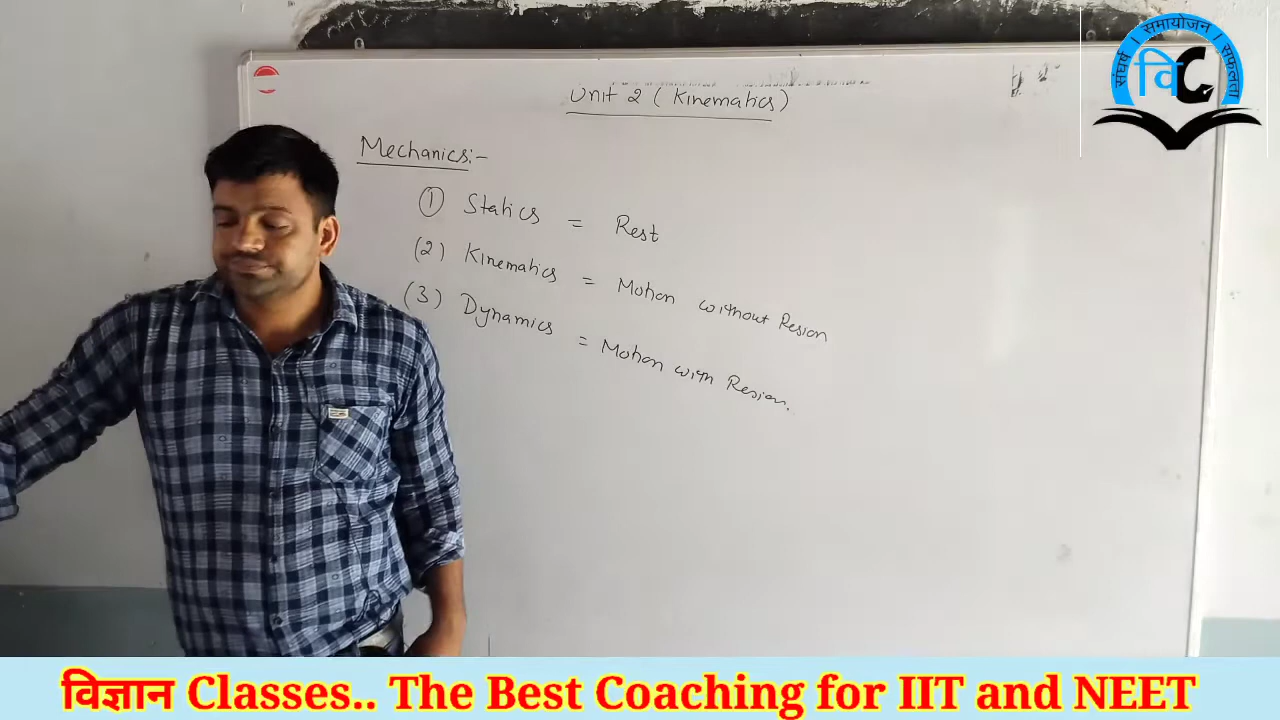 संघर्ष । समायोजन । सफलता
वि
Unit 2 (Kinematics)
Mechanics:-
① Statics = Rest
(2) Kinematics = Motion without Resion
(3) Dynamics = Motion with Resion.
विज्ञान Classes.. The Best Coaching for IIT and NEET